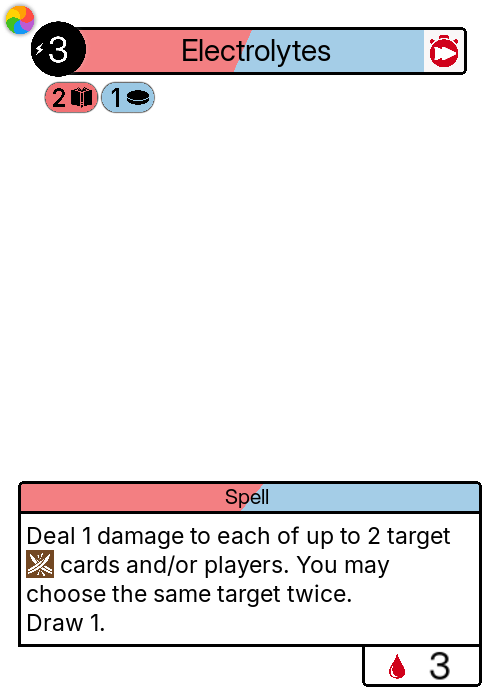 3 Electrolytes
2 1
Spell
Deal 1 damage to each of up to 2 target
cards and/or players. You may
choose the same target twice.
Draw 1.
3